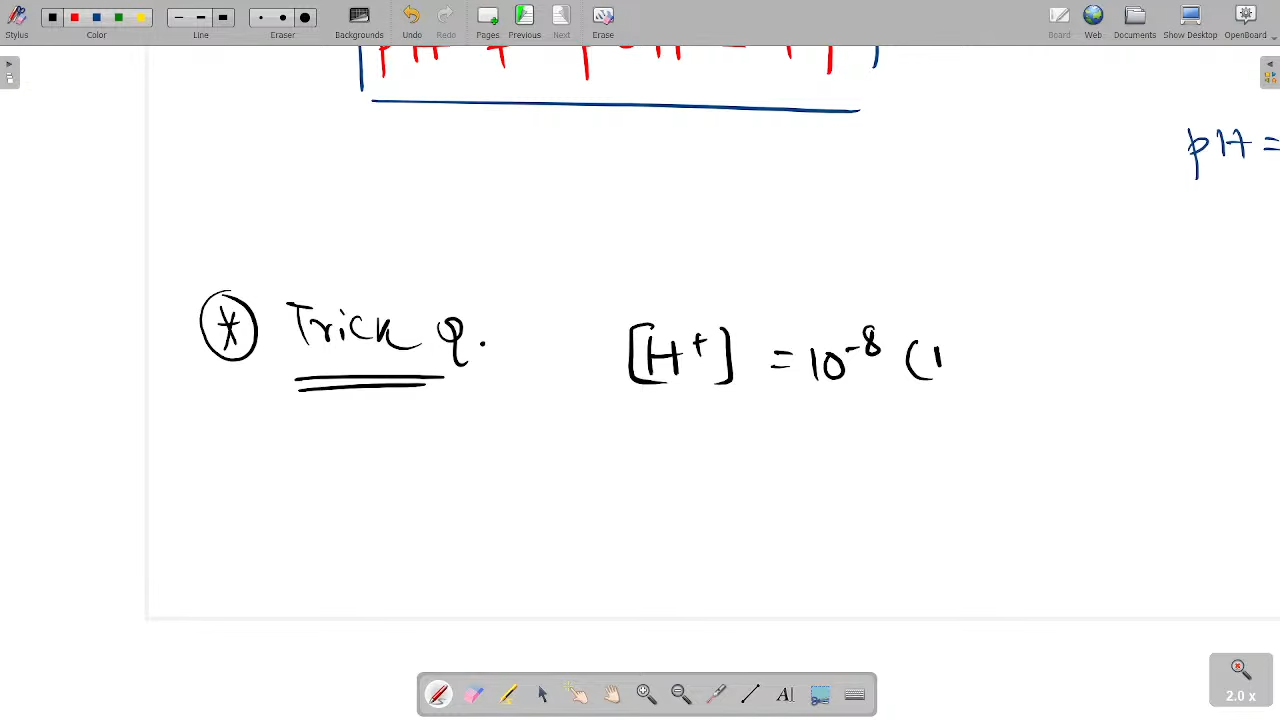 Stylus
Color
Line
Eraser
Backgrounds
Undo
Redo
Pages
Previous
Next
Erase
Board
Web
Documents
Show Desktop
OpenBoard
pH =
* Trick Q. [H+] = 10-8 (1
2.0 x